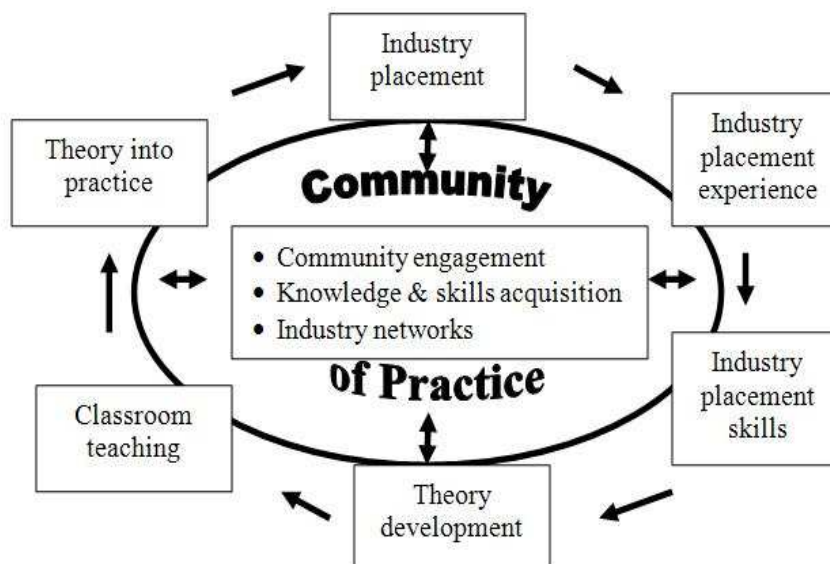 Industry
placement
Industry
placement
experience
Theory into
practice
Community
• Community engagement
• Knowledge & skills acquisition
• Industry networks
of Practice
Industry
placement
skills
Classroom
teaching
Theory
development